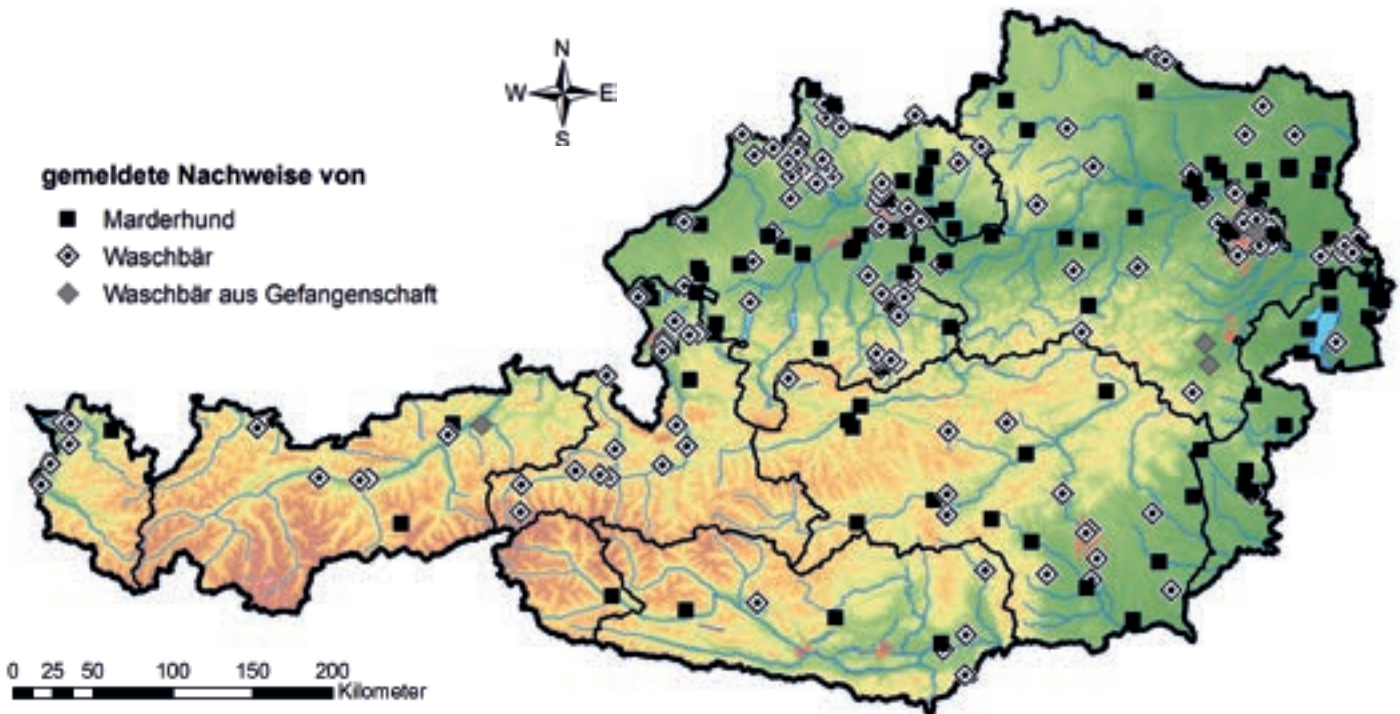 N
W E
S
gemeldete Nachweise von
Marderhund
Waschbär
Waschbär aus Gefangenschaft
0 25 50 100 150 200
Kilometer